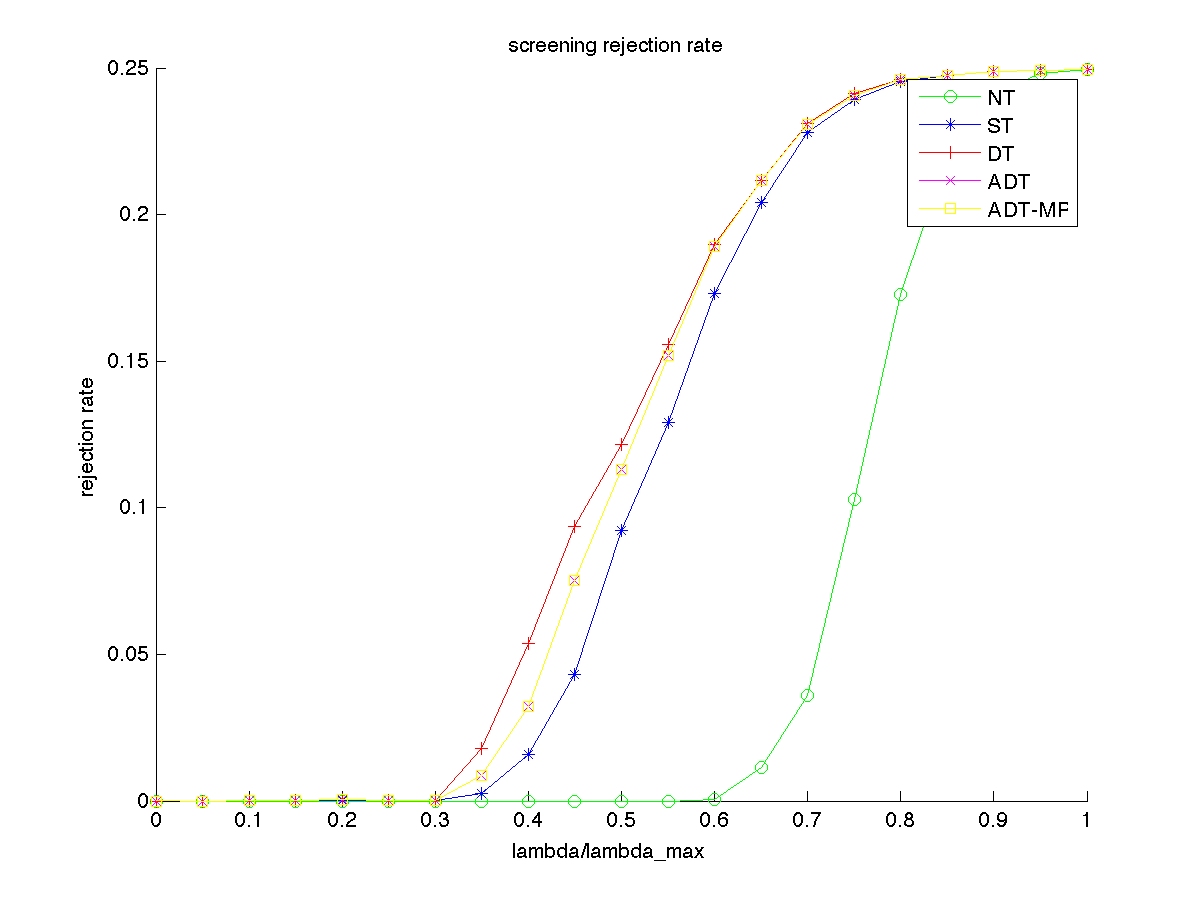 screening rejection rate
0.25
0.2
0.15
0.1
0.05
0
rejection rate
NT
ST
DT
ADT
ADT-MP
0 0.1 0.2 0.3 0.4 0.5 0.6 0.7 0.8 0.9 1
lambda/lambda_max